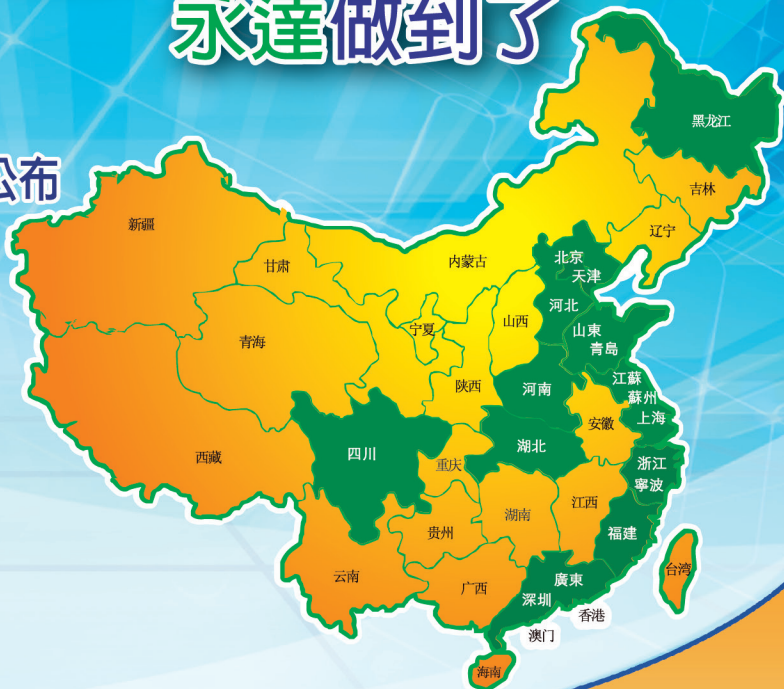 永達做到了
公布
黑龙江
吉林
辽宁
新疆
甘肃
内蒙古
北京
天津
河北
山西
宁夏
青海
山東
青島
陕西
河南
江蘇
蘇州
上海
安徽
四川
西藏
重庆
湖北
浙江
寧波
江西
湖南
福建
贵州
云南
广西
廣東
深圳
台湾
香港
澳门
海南